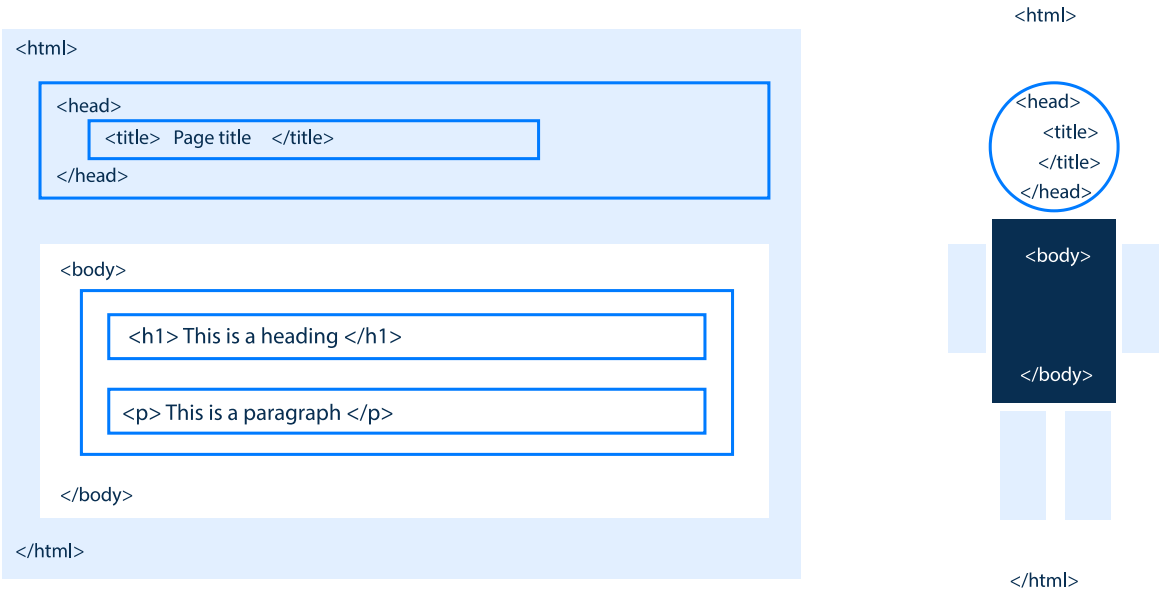 <html>
<head>
<title> Page title </title>
</head>
<body>
<h1> This is a heading </h1>
<p> This is a paragraph </p>
</body>
</html>
<html>
<head>
<title>
</title>
</head>
<body>
</body>
</html>